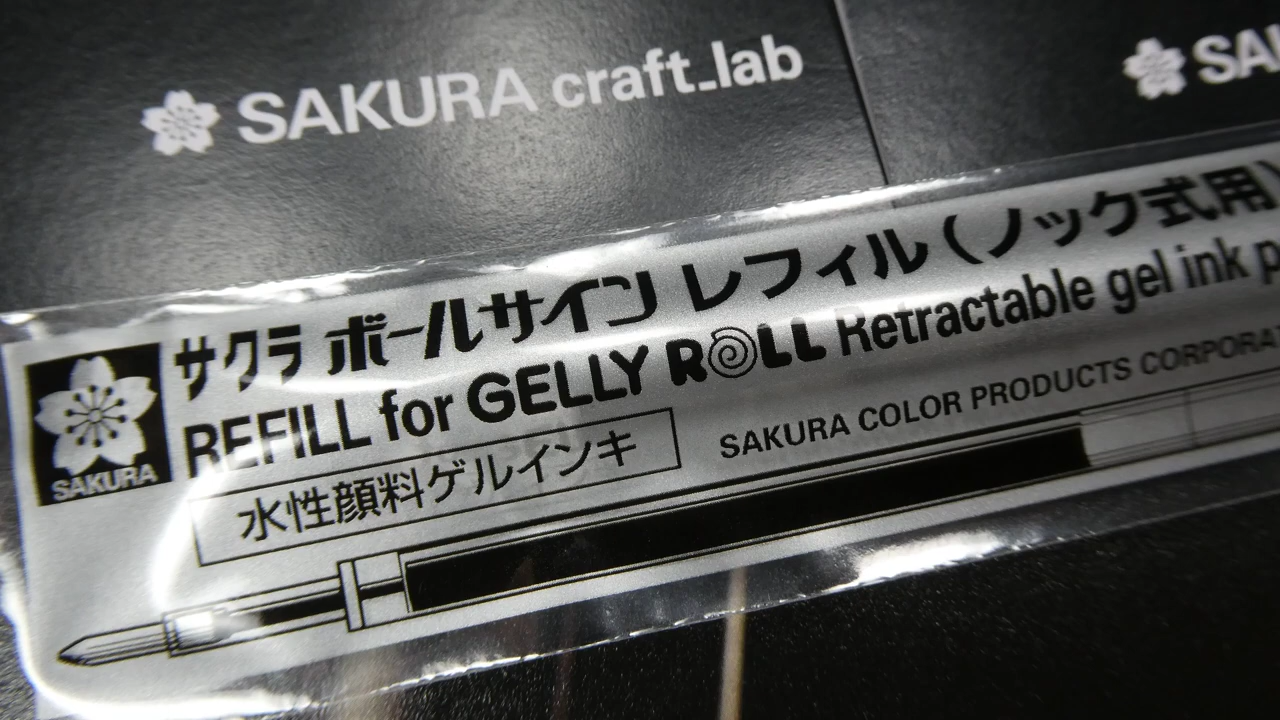 SAKURA craft_lab
サクラ ボールサイン レフィル（ノック式用）
REFILL for GELLY ROLL Retractable gel ink
水性顔料ゲルインキ
SAKURA COLOR PRODUCTS
SAKURA